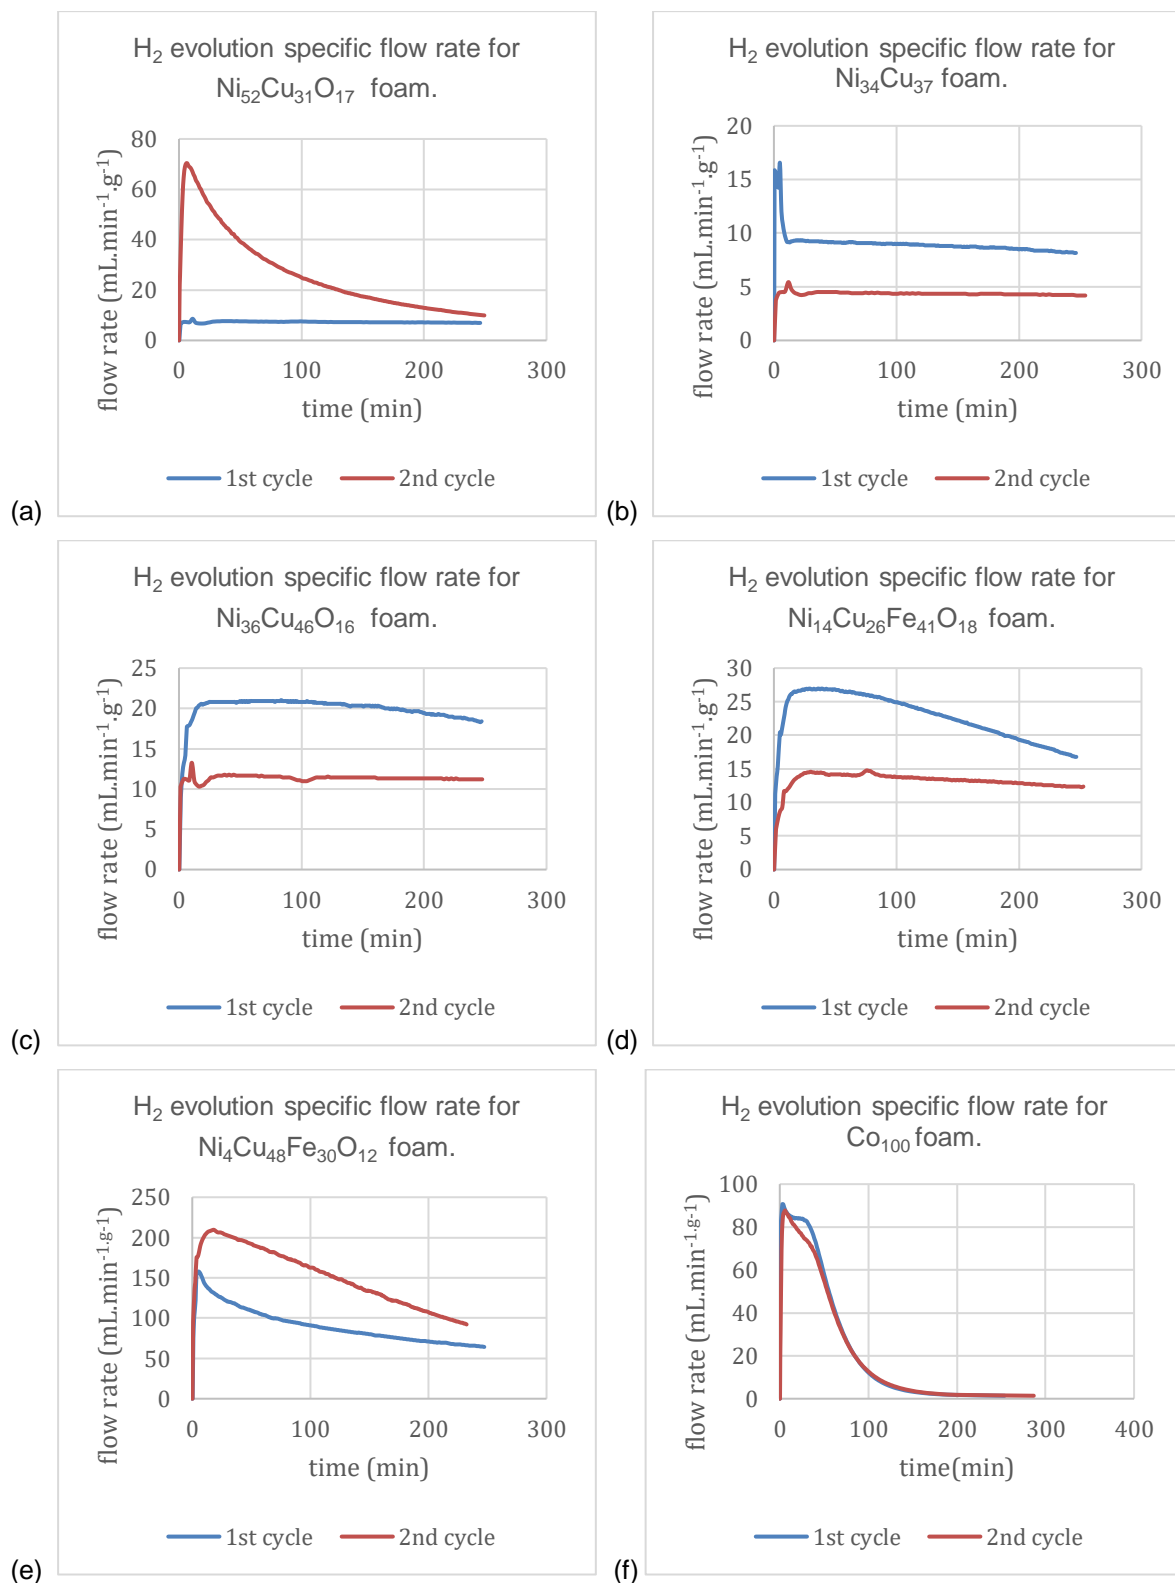 H₂ evolution specific flow rate for
Ni₅₂Cu₃₁O₁₇ foam.
flow rate (mL.min⁻¹.g⁻¹)
80
60
40
20
0
0 100 200 300
time (min)
1st cycle 2nd cycle
(a)
H₂ evolution specific flow rate for
Ni₃₄Cu₃₇ foam.
flow rate (mL.min⁻¹.g⁻¹)
20
15
10
5
0
0 100 200 300
time (min)
1st cycle 2nd cycle
(b)
H₂ evolution specific flow rate for
Ni₃₆Cu₄₆O₁₆ foam.
flow rate (mL.min⁻¹.g⁻¹)
25
20
15
10
5
0
0 100 200 300
time (min)
1st cycle 2nd cycle
(c)
H₂ evolution specific flow rate for
Ni₁₄Cu₂₆Fe₄₁O₁₈ foam.
flow rate (mL.min⁻¹.g⁻¹)
30
25
20
15
10
5
0
0 100 200 300
time (min)
1st cycle 2nd cycle
(d)
H₂ evolution specific flow rate for
Ni₄Cu₄₈Fe₃₀O₁₂ foam.
flow rate (mL.min⁻¹.g⁻¹)
250
200
150
100
50
0
0 100 200 300
time (min)
1st cycle 2nd cycle
(e)
H₂ evolution specific flow rate for
Co₁₀₀ foam.
flow rate (mL.min⁻¹·ᵍ⁻¹)
100
80
60
40
20
0
0 100 200 300 400
time(min)
1st cycle 2nd cycle
(f)